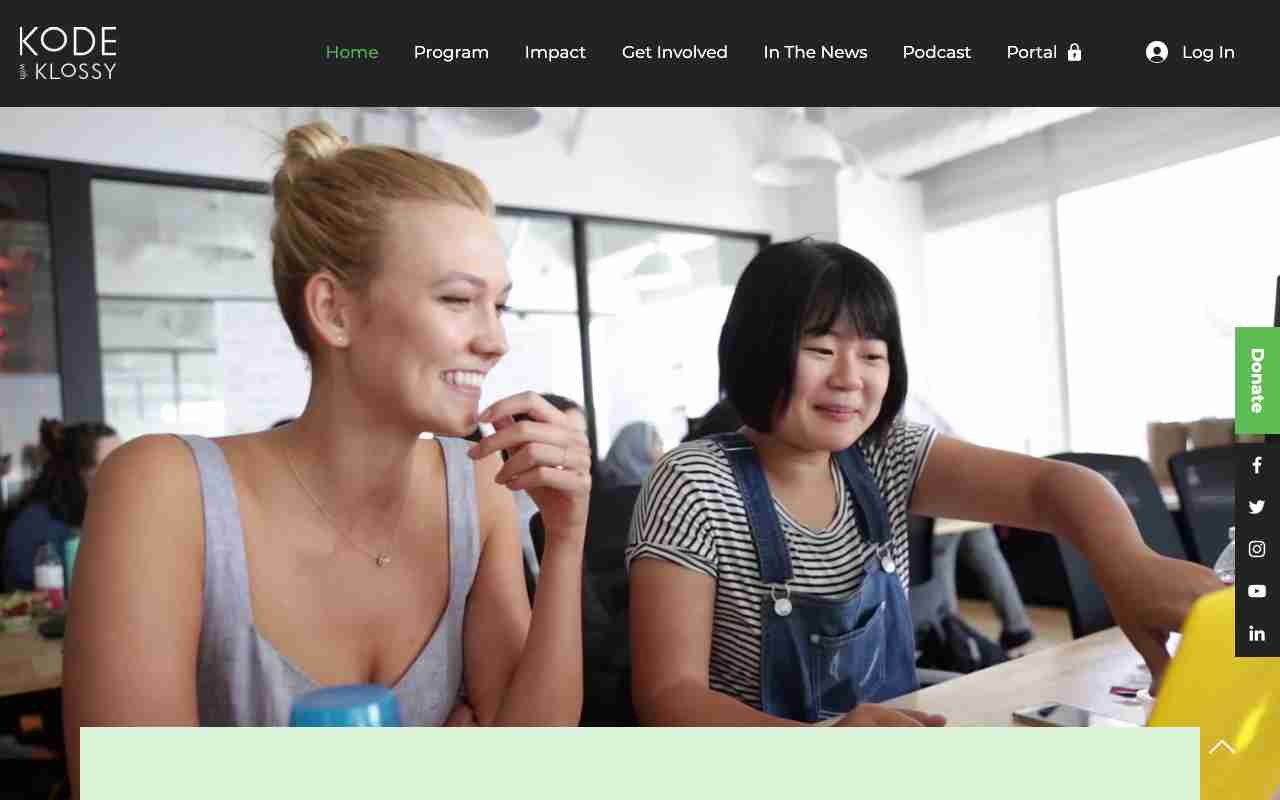 KODE
with
KLOSSY
Home
Program
Impact
Get Involved
In The News
Podcast
Portal
Log In
Donate